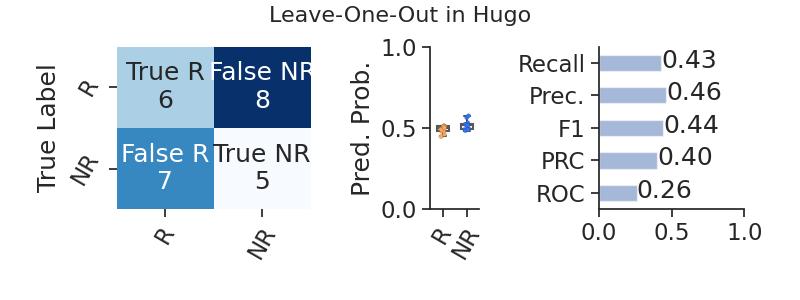 Leave-One-Out in Hugo
True Label
R
NR
True R
6
False NR
8
False R
7
True NR
5
R
NR
Pred. Prob.
1.0
0.5
0.0
R
NR
Recall
0.43
Prec.
0.46
F1
0.44
PRC
0.40
ROC
0.26
0.0
0.5
1.0